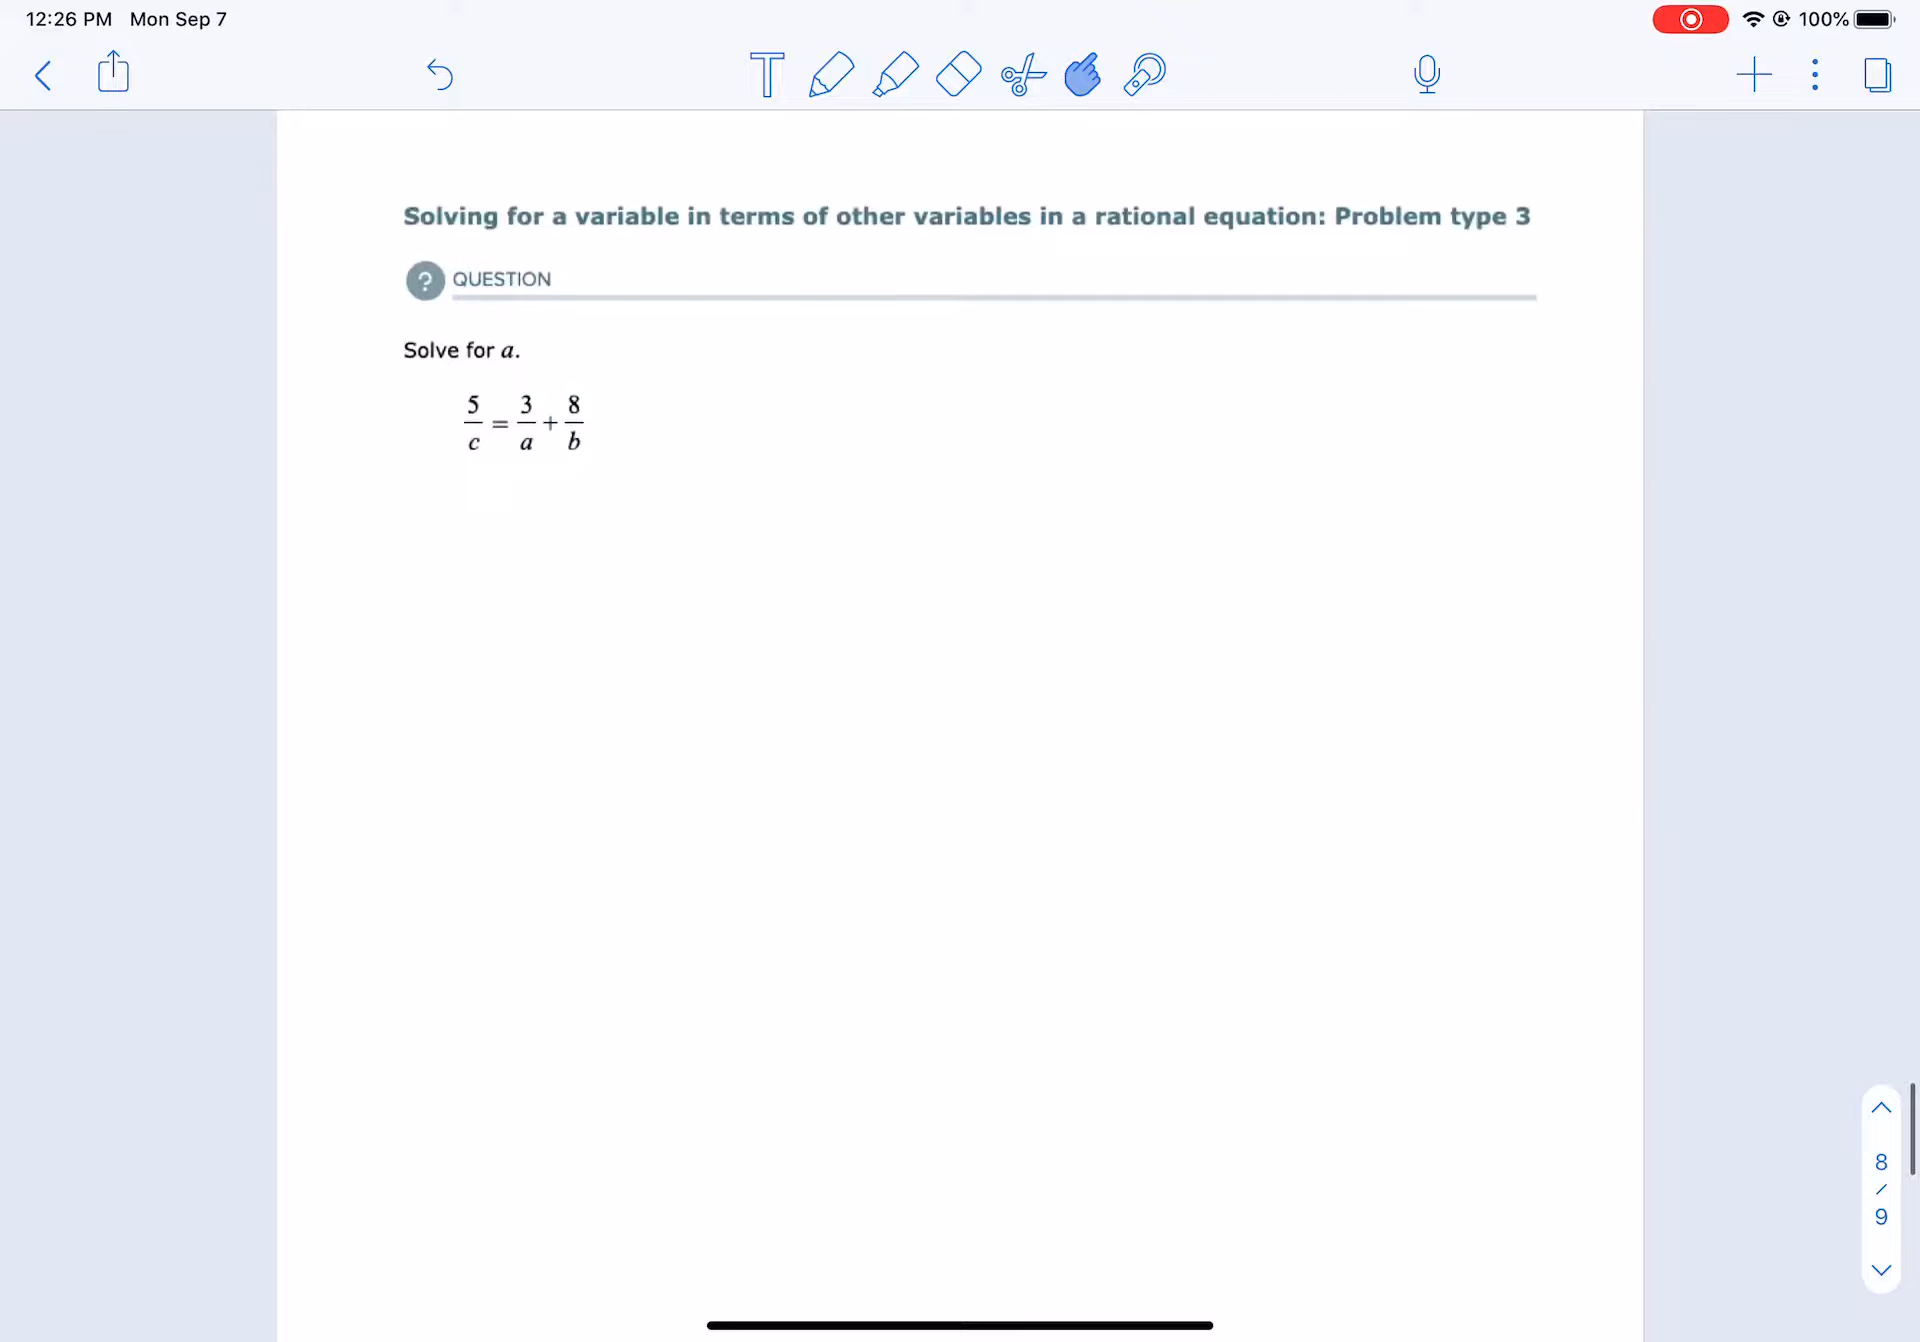 12:26 PM Mon Sep 7
100%
T
Solving for a variable in terms of other variables in a rational equation: Problem type 3
? QUESTION
Solve for a.
5/c = 3/a + 8/b
8
/
9